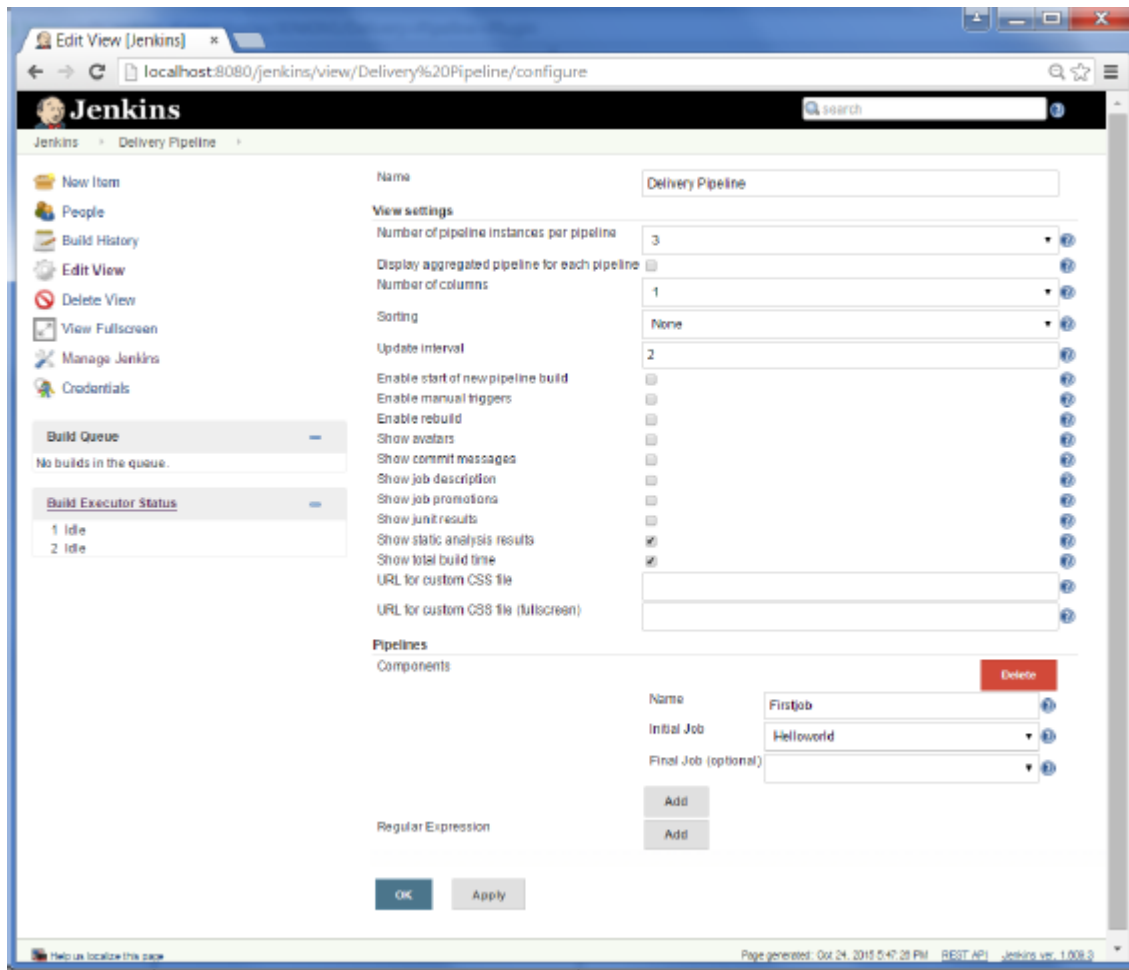 Edit View [Jenkins]
localhost:8080/jenkins/view/Delivery%20Pipeline/configure
Jenkins
search
Jenkins
Delivery Pipeline
New Item
People
Build History
Edit View
Delete View
View Fullscreen
Manage Jenkins
Credentials
Build Queue
No builds in the queue.
Build Executor Status
1 Idle
2 Idle
Name
Delivery Pipeline
View settings
Number of pipeline instances per pipeline
3
Display aggregated pipeline for each pipeline
Number of columns
1
Sorting
None
Update interval
2
Enable start of new pipeline build
Enable manual triggers
Enable rebuild
Show avatars
Show commit messages
Show job description
Show job promotions
Show junit results
Show static analysis results
Show total build time
URL for custom CSS file
URL for custom CSS file (fullscreen)
Pipelines
Components
Delete
Name
Firstjob
Initial Job
Helloworld
Final Job (optional)
Add
Regular Expression
Add
OK
Apply
Help us localize this page
Page generated: Oct 24, 2015 5:47:28 PM
REST API
Jenkins ver. 1.609.3